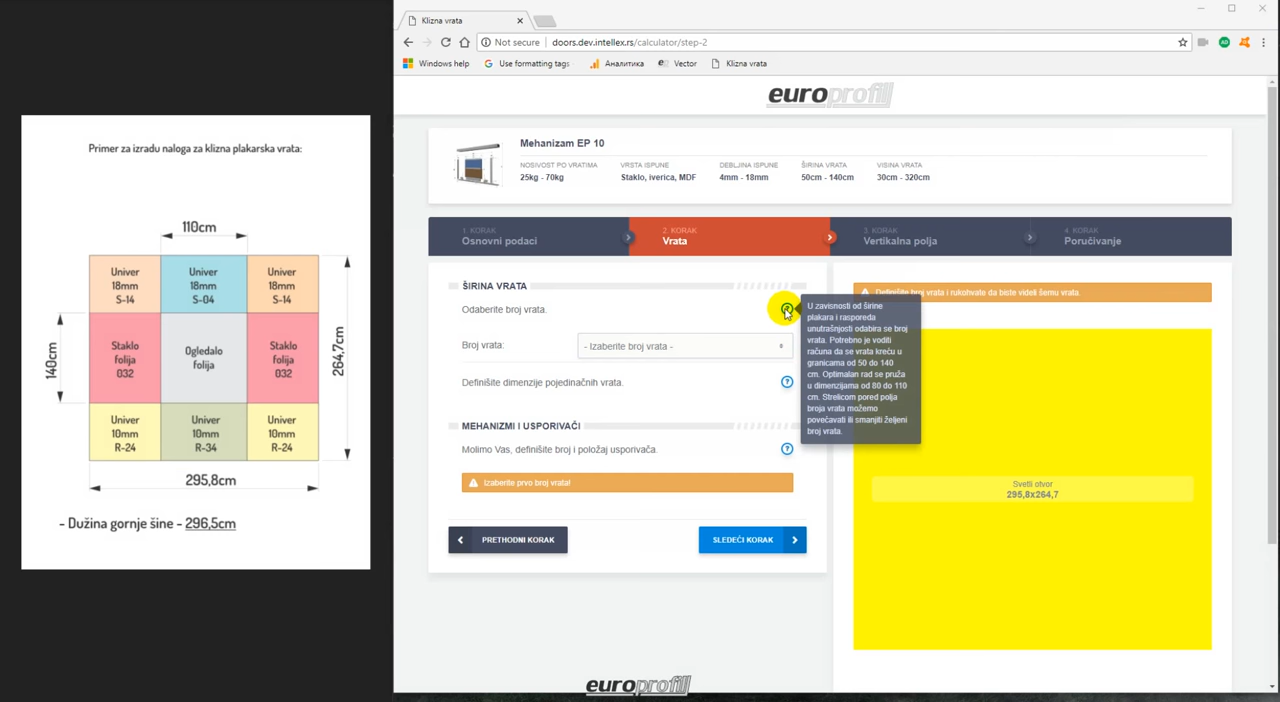 Primer za izradu naloga za klizna plakarska vrata:
110cm
Univer
18mm
S-14
Univer
18mm
S-04
Univer
18mm
S-14
140cm
Staklo
folija
032
Ogledalo
folija
Staklo
folija
032
264,7cm
Univer
10mm
R-24
Univer
10mm
R-34
Univer
10mm
R-24
295,8cm
- Dužina gornje šine - 296,5cm
Klizna vrata
Not secure
doors.dev.intellex.rs/calculator/step-2
Windows help
Use formatting tags
Аналитика
Vector
Klizna vrata
europrofill
Mehanizam EP 10
NOSIVOST PO VRATIMA
25kg - 70kg
VRSTA ISPUNE
Staklo, iverica, MDF
DEBLJINA ISPUNE
4mm - 18mm
ŠIRINA VRATA
50cm - 140cm
VISINA VRATA
30cm - 320cm
1. KORAK
Osnovni podaci
2. KORAK
Vrata
3. KORAK
Vertikalna polja
4. KORAK
Poručivanje
ŠIRINA VRATA
Odaberite broj vrata.
Broj vrata:
- Izaberite broj vrata -
Definišite dimenzije pojedinačnih vrata.
MEHANIZMI I USPORIVAČI
Molimo Vas, definišite broj i položaj usporivača.
Izaberite prvo broj vrata!
PRETHODNI KORAK
SLEDEĆI KORAK
U zavisnosti od širine
plakara i rasporeda
unutrašnjosti odabira se broj
vrata. Potrebno je voditi
računa da se vrata kreću u
granicama od 50 do 140
cm. Optimalan rad se pruža
u dimenzijama od 80 do 110
cm. Strelicom pored polja
broja vrata možemo
povećavati ili smanjiti željeni
broj vrata.
Definišite broj vrata i rukohvate da biste videli šemu vrata.
Svetli otvor
295,8x264,7
europrofill